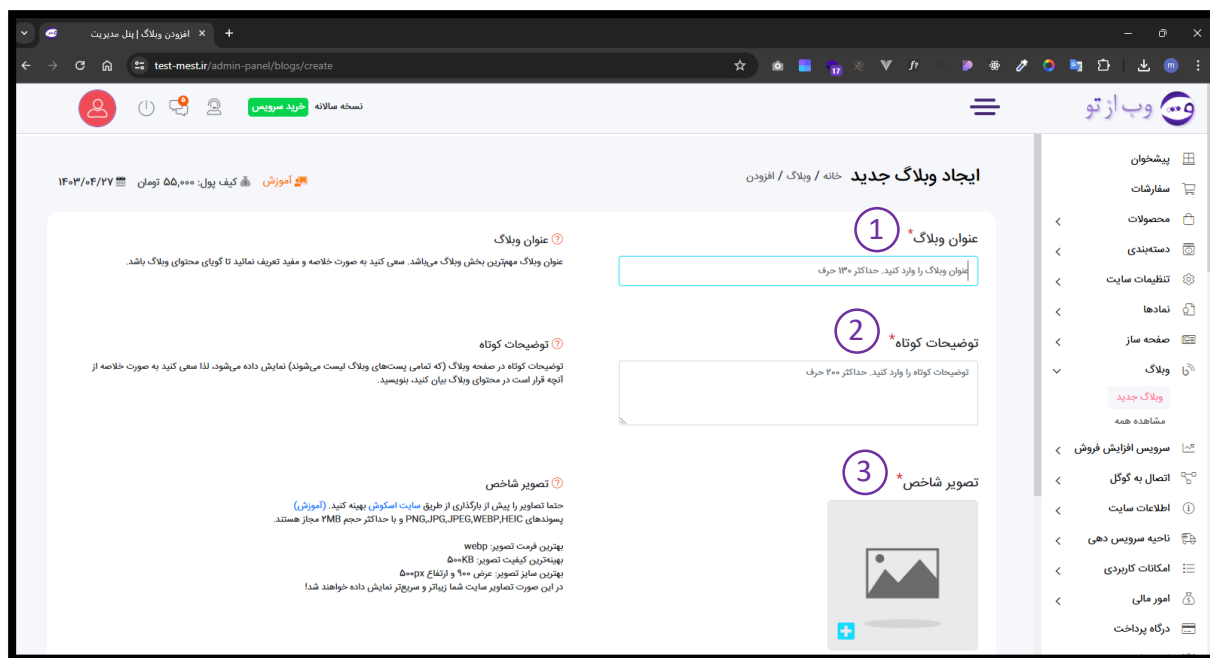 افزودن وبلاگ | پنل مدیریت
test-mest.ir/admin-panel/blogs/create
17
m
وب از تو
نسخه سالانه خرید سرویس
ایجاد وبلاگ جدید خانه / وبلاگ / افزودن
آموزش کیف پول: ۵۵,۰۰۰ تومان ۱۴۰۳/۰۴/۲۷
پیشخوان
سفارشات
محصولات
دسته‌بندی
تنظیمات سایت
نمادها
صفحه ساز
وبلاگ
وبلاگ جدید
مشاهده همه
سرویس افزایش فروش
اتصال به گوگل
اطلاعات سایت
ناحیه سرویس دهی
امکانات کاربردی
امور مالی
درگاه پرداخت
عنوان وبلاگ* 1
عنوان وبلاگ را وارد کنید. حداکثر ۱۳۰ حرف
عنوان وبلاگ
عنوان وبلاگ مهم‌ترین بخش وبلاگ می‌باشد. سعی کنید به صورت خلاصه و مفید تعریف نمائید تا گویای محتوای وبلاگ باشد.
توضیحات کوتاه* 2
توضیحات کوتاه را وارد کنید. حداکثر ۲۰۰ حرف
توضیحات کوتاه
توضیحات کوتاه در صفحه وبلاگ (که تمامی پست‌های وبلاگ لیست می‌شوند) نمایش داده می‌شود، لذا سعی کنید به صورت خلاصه از
آنچه قرار است در محتوای وبلاگ بیان کنید، بنویسید.
تصویر شاخص* 3
تصویر شاخص
حتما تصاویر را پیش از بارگذاری از طریق سایت اسکوش بهینه کنید. (آموزش)
پسوندهای PNG,JPG,JPEG,WEBP,HEIC و با حداکثر حجم ۲MB مجاز هستند.
بهترین فرمت تصویر: webp
بهینه‌ترین کیفیت تصویر: ۵۰۰KB
بهترین سایز تصویر: عرض ۹۰۰ و ارتفاع ۵۰۰px
در این صورت تصاویر سایت شما زیباتر و سریع‌تر نمایش داده خواهند شد!